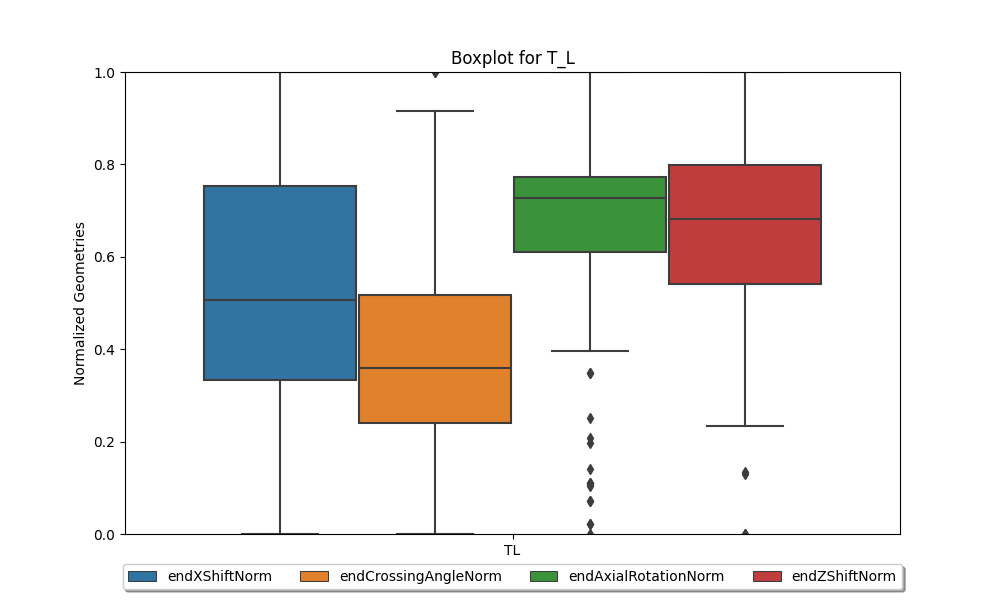 Boxplot for T_L
1.0
0.8
0.6
0.4
0.2
0.0
Normalized Geometries
TL
endXShiftNorm endCrossingAngleNorm endAxialRotationNorm endZShiftNorm